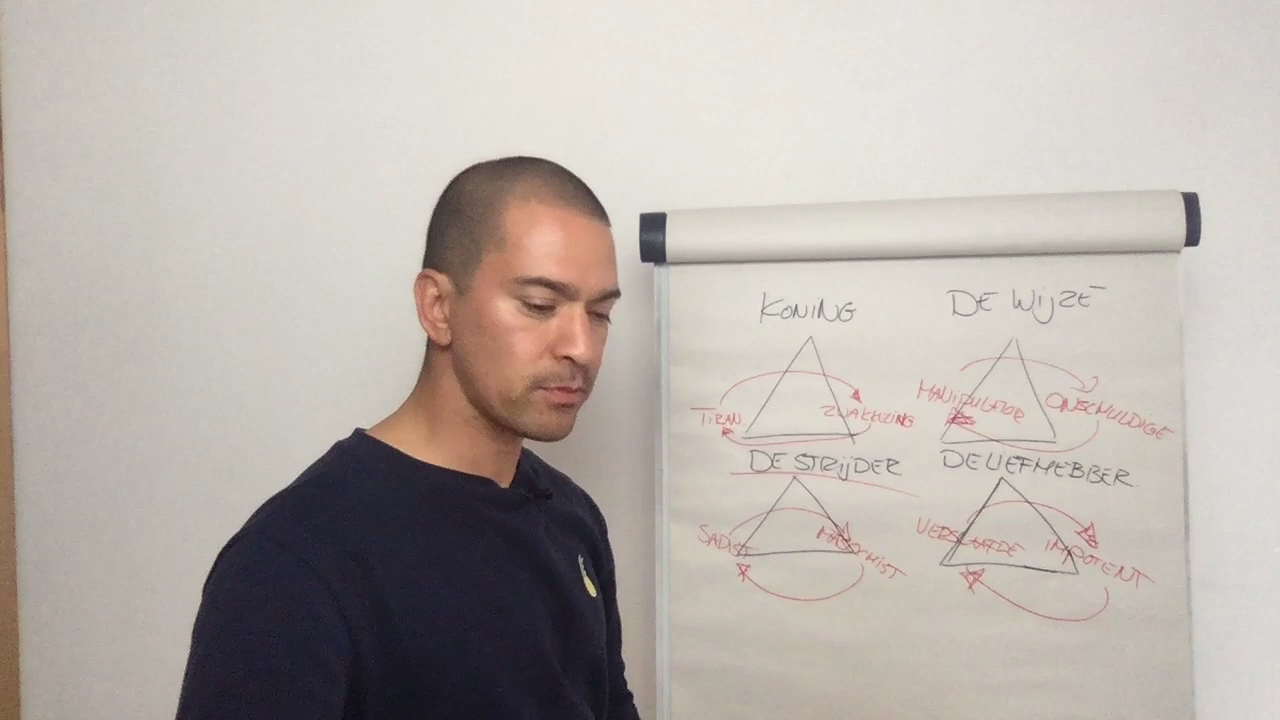 KONING
DE WIJZE
TIRAN ZWAKKELING
MANIPULATOR ONSCHULDIGE
DE STRIJDER
DE LIEFHEBBER
SADIST MASOCHIST
VERSLAAFDE IMPOTENT